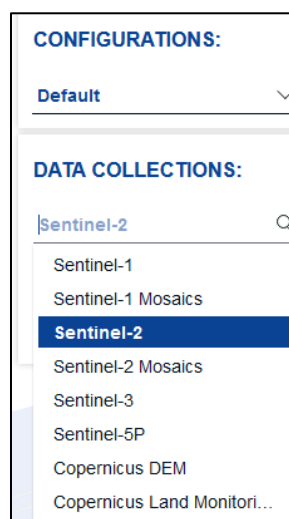 CONFIGURATIONS:
Default
DATA COLLECTIONS:
Sentinel-2
Sentinel-1
Sentinel-1 Mosaics
Sentinel-2
Sentinel-2 Mosaics
Sentinel-3
Sentinel-5P
Copernicus DEM
Copernicus Land Monitori...